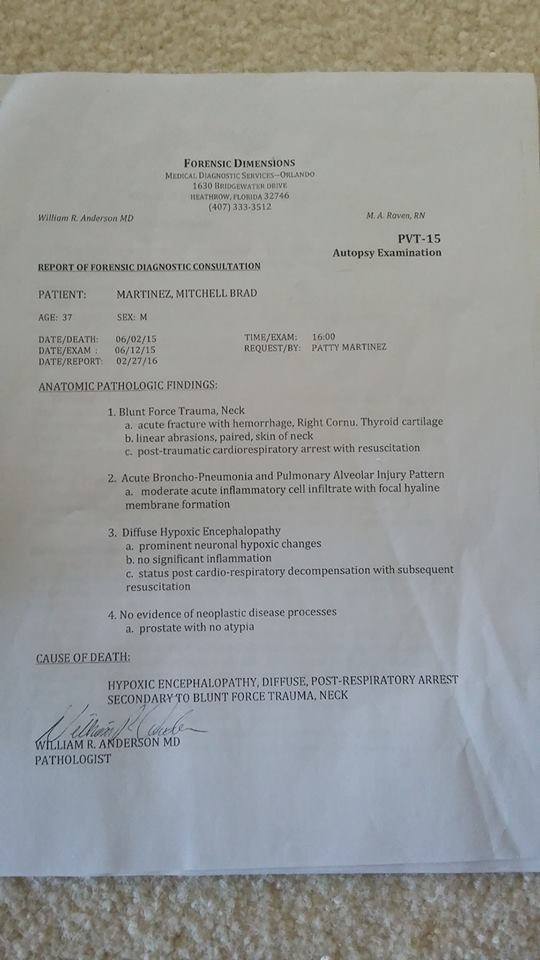 FORENSIC DIMENSIONS
MEDICAL DIAGNOSTIC SERVICES—ORLANDO
1630 BRIDGEWATER DRIVE
HEATHROW, FLORIDA 32746
(407) 333-3512
William R. Anderson MD M. A. Raven, RN
PVT-15
Autopsy Examination
REPORT OF FORENSIC DIAGNOSTIC CONSULTATION
PATIENT: MARTINEZ, MITCHELL BRAD
AGE: 37 SEX: M
DATE/DEATH: 06/02/15 TIME/EXAM: 16:00
DATE/EXAM : 06/12/15 REQUEST/BY: PATTY MARTINEZ
DATE/REPORT: 02/27/16
ANATOMIC PATHOLOGIC FINDINGS:
1. Blunt Force Trauma, Neck
a. acute fracture with hemorrhage, Right Cornu. Thyroid cartilage
b. linear abrasions, paired, skin of neck
c. post-traumatic cardiorespiratory arrest with resuscitation
2. Acute Broncho-Pneumonia and Pulmonary Alveolar Injury Pattern
a. moderate acute inflammatory cell infiltrate with focal hyaline
membrane formation
3. Diffuse Hypoxic Encephalopathy
a. prominent neuronal hypoxic changes
b. no significant inflammation
c. status post cardio-respiratory decompensation with subsequent
resuscitation
4. No evidence of neoplastic disease processes
a. prostate with no atypia
CAUSE OF DEATH:
HYPOXIC ENCEPHALOPATHY, DIFFUSE, POST-RESPIRATORY ARREST
SECONDARY TO BLUNT FORCE TRAUMA, NECK
WILLIAM R. ANDERSON MD
PATHOLOGIST